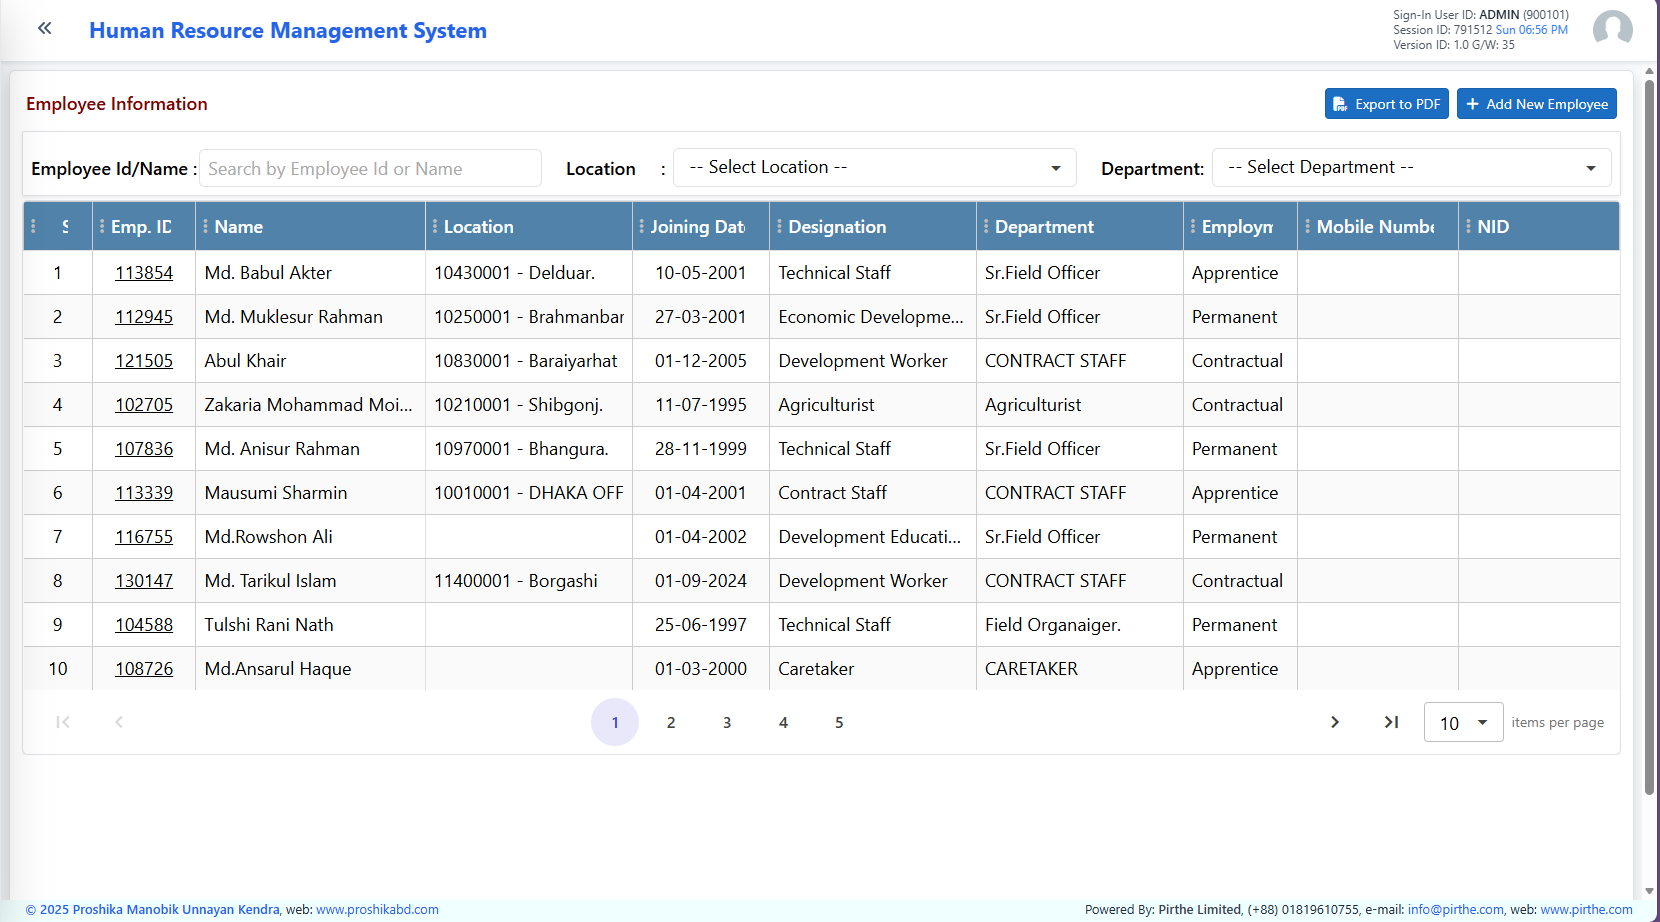 Human Resource Management System
Sign-In User ID: ADMIN (900101)
Session ID: 791512 Sun 06:56 PM
Version ID: 1.0 G/W: 35
Employee Information
Export to PDF
+ Add New Employee
Employee Id/Name : Search by Employee Id or Name Location : -- Select Location -- Department: -- Select Department --
S Emp. ID Name Location Joining Date Designation Department Employm Mobile Numbe NID
1 113854 Md. Babul Akter 10430001 - Delduar. 10-05-2001 Technical Staff Sr.Field Officer Apprentice
2 112945 Md. Muklesur Rahman 10250001 - Brahmanbar 27-03-2001 Economic Developme... Sr.Field Officer Permanent
3 121505 Abul Khair 10830001 - Baraiyarhat 01-12-2005 Development Worker CONTRACT STAFF Contractual
4 102705 Zakaria Mohammad Moi... 10210001 - Shibgonj. 11-07-1995 Agriculturist Agriculturist Contractual
5 107836 Md. Anisur Rahman 10970001 - Bhangura. 28-11-1999 Technical Staff Sr.Field Officer Permanent
6 113339 Mausumi Sharmin 10010001 - DHAKA OFF 01-04-2001 Contract Staff CONTRACT STAFF Apprentice
7 116755 Md.Rowshon Ali 01-04-2002 Development Educati... Sr.Field Officer Permanent
8 130147 Md. Tarikul Islam 11400001 - Borgashi 01-09-2024 Development Worker CONTRACT STAFF Contractual
9 104588 Tulshi Rani Nath 25-06-1997 Technical Staff Field Organaiger. Permanent
10 108726 Md.Ansarul Haque 01-03-2000 Caretaker CARETAKER Apprentice
1 2 3 4 5 10 items per page
© 2025 Proshika Manobik Unnayan Kendra, web: www.proshikabd.com
Powered By: Pirthe Limited, (+88) 01819610755, e-mail: info@pirthe.com, web: www.pirthe.com